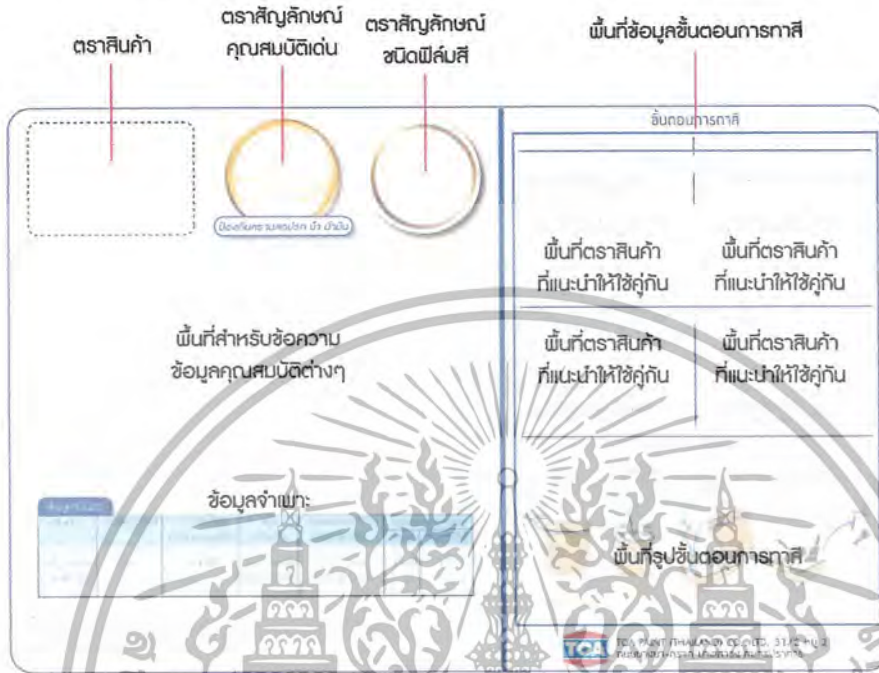 ตราสินค้า
ตราสัญลักษณ์
คุณสมบัติเด่น
ตราสัญลักษณ์
ชนิดฟิล์มสี
พื้นที่ข้อมูลขั้นตอนการทาสี
ขั้นตอนการทาสี
พื้นที่ตราสินค้า
ที่แนะนำให้ใช้คู่กัน
พื้นที่ตราสินค้า
ที่แนะนำให้ใช้คู่กัน
พื้นที่สำหรับข้อความ
ข้อมูลคุณสมบัติต่างๆ
พื้นที่ตราสินค้า
ที่แนะนำให้ใช้คู่กัน
พื้นที่ตราสินค้า
ที่แนะนำให้ใช้คู่กัน
ข้อมูลจำเพาะ
พื้นที่รูปขั้นตอนการทาสี
TOA
TOA PAINT (THAILAND) CO., LTD. 31/2 หมู่